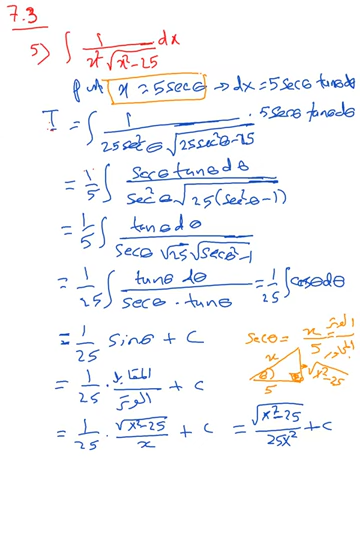 7.3
5) ∫ 1/(x²√(x²-25)) dx
put x = 5secθ → dx = 5secθ tanθ dθ
I = ∫ 1/(25sec²θ √(25sec²θ-25)) · 5secθ tanθ dθ
= 1/5 ∫ secθ tanθ dθ/(sec²θ √(25(sec²θ-1)))
= 1/5 ∫ tanθ dθ/(secθ √25 √(sec²θ-1))
= 1/25 ∫ tanθ dθ/(secθ · tanθ) = 1/25 ∫ cosθ dθ
= 1/25 sinθ + C
secθ = x/5 الوتر/المجاور
= 1/25 · المقابل/الوتر + C
x θ 5 √(x²-25)
= 1/25 · √(x²-25)/x + C = √(x²-25)/25x² + C